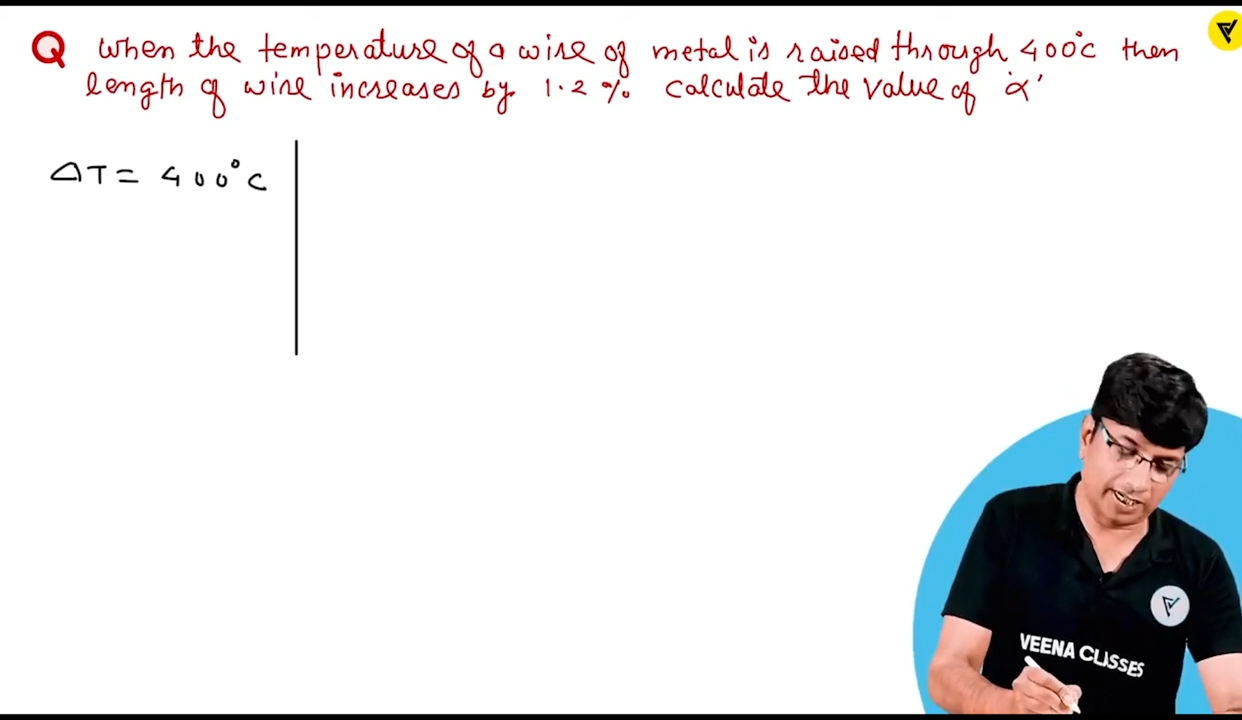 Q when the temperature of a wire of metal is raised through 400°C then
length of wire increases by 1.2 % calculate the value of 'α'
ΔT = 400°C
VEENA CLASSES